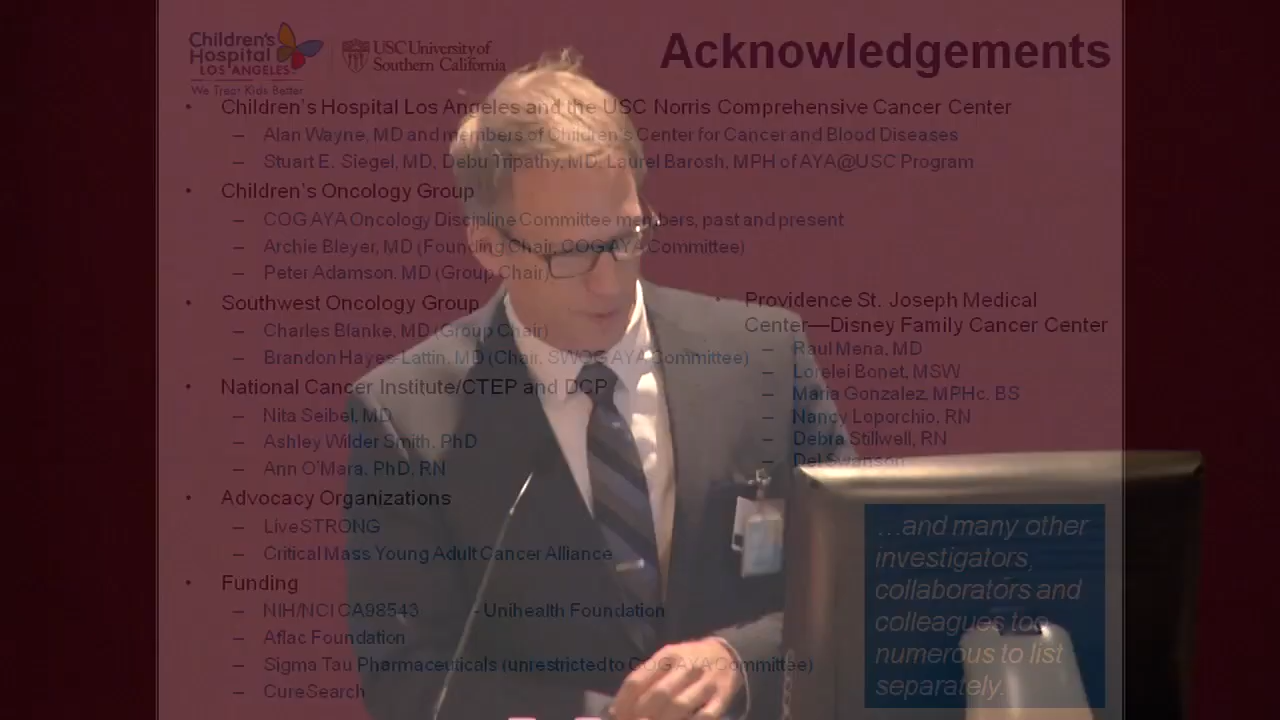 Children's
Hospital
LOS ANGELES
We Treat Kids Better
USC University of
Southern California
Acknowledgements
• Children's Hospital Los Angeles and the USC Norris Comprehensive Cancer Center
– Alan Wayne, MD and members of Children's Center for Cancer and Blood Diseases
– Stuart E. Siegel, MD, Debu Tripathy, MD, Laurel Barosh, MPH of AYA@USC Program
• Children's Oncology Group
– COG AYA Oncology Discipline Committee members, past and present
– Archie Bleyer, MD (Founding Chair, COG AYA Committee)
– Peter Adamson, MD (Group Chair)
• Southwest Oncology Group
– Charles Blanke, MD (Group Chair)
– Brandon Hayes-Lattin, MD (Chair, SWOG AYA Committee)
• National Cancer Institute/CTEP and DCP
– Nita Seibel, MD
– Ashley Wilder Smith, PhD
– Ann O'Mara, PhD, RN
• Advocacy Organizations
– LiveSTRONG
– Critical Mass Young Adult Cancer Alliance
• Funding
– NIH/NCI CA98543 - Unihealth Foundation
– Aflac Foundation
– Sigma Tau Pharmaceuticals (unrestricted to COG AYA Committee)
– CureSearch
• Providence St. Joseph Medical
Center—Disney Family Cancer Center
– Raul Mena, MD
– Lorelei Bonet, MSW
– Maria Gonzalez, MPHc, BS
– Nancy Loporchio, RN
– Debra Stillwell, RN
– Del Swanson
…and many other
investigators,
collaborators and
colleagues too
numerous to list
separately.